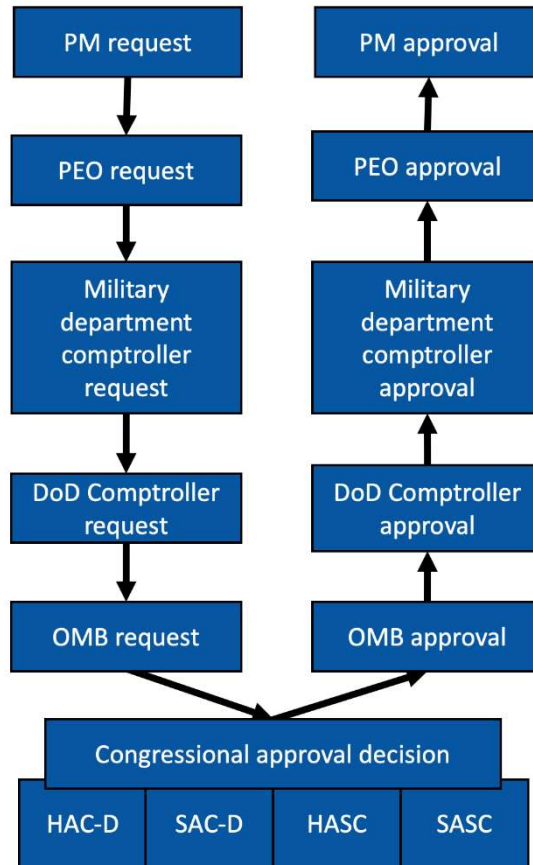 PM request
PEO request
Military
department
comptroller
request
DoD Comptroller
request
OMB request
PM approval
PEO approval
Military
department
comptroller
approval
DoD Comptroller
approval
OMB approval
Congressional approval decision
HAC-D
SAC-D
HASC
SASC